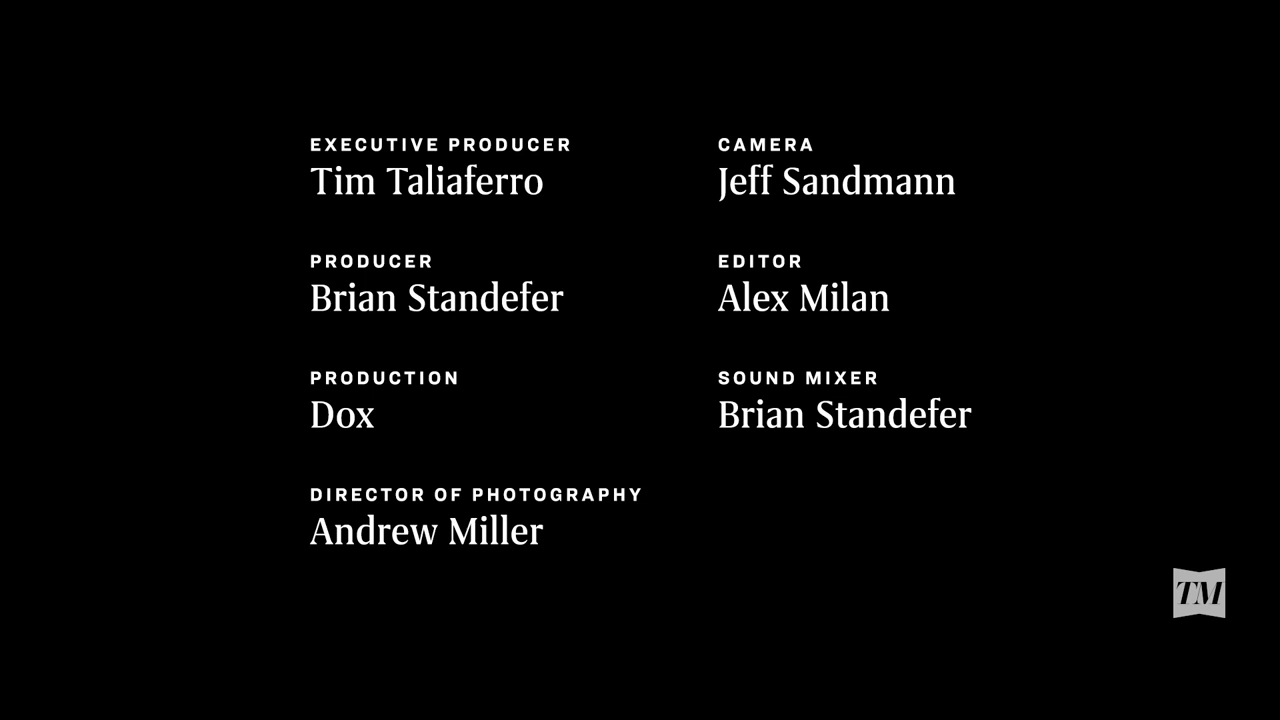 EXECUTIVE PRODUCER
Tim Taliaferro
PRODUCER
Brian Standefer
PRODUCTION
Dox
DIRECTOR OF PHOTOGRAPHY
Andrew Miller
CAMERA
Jeff Sandmann
EDITOR
Alex Milan
SOUND MIXER
Brian Standefer
TM